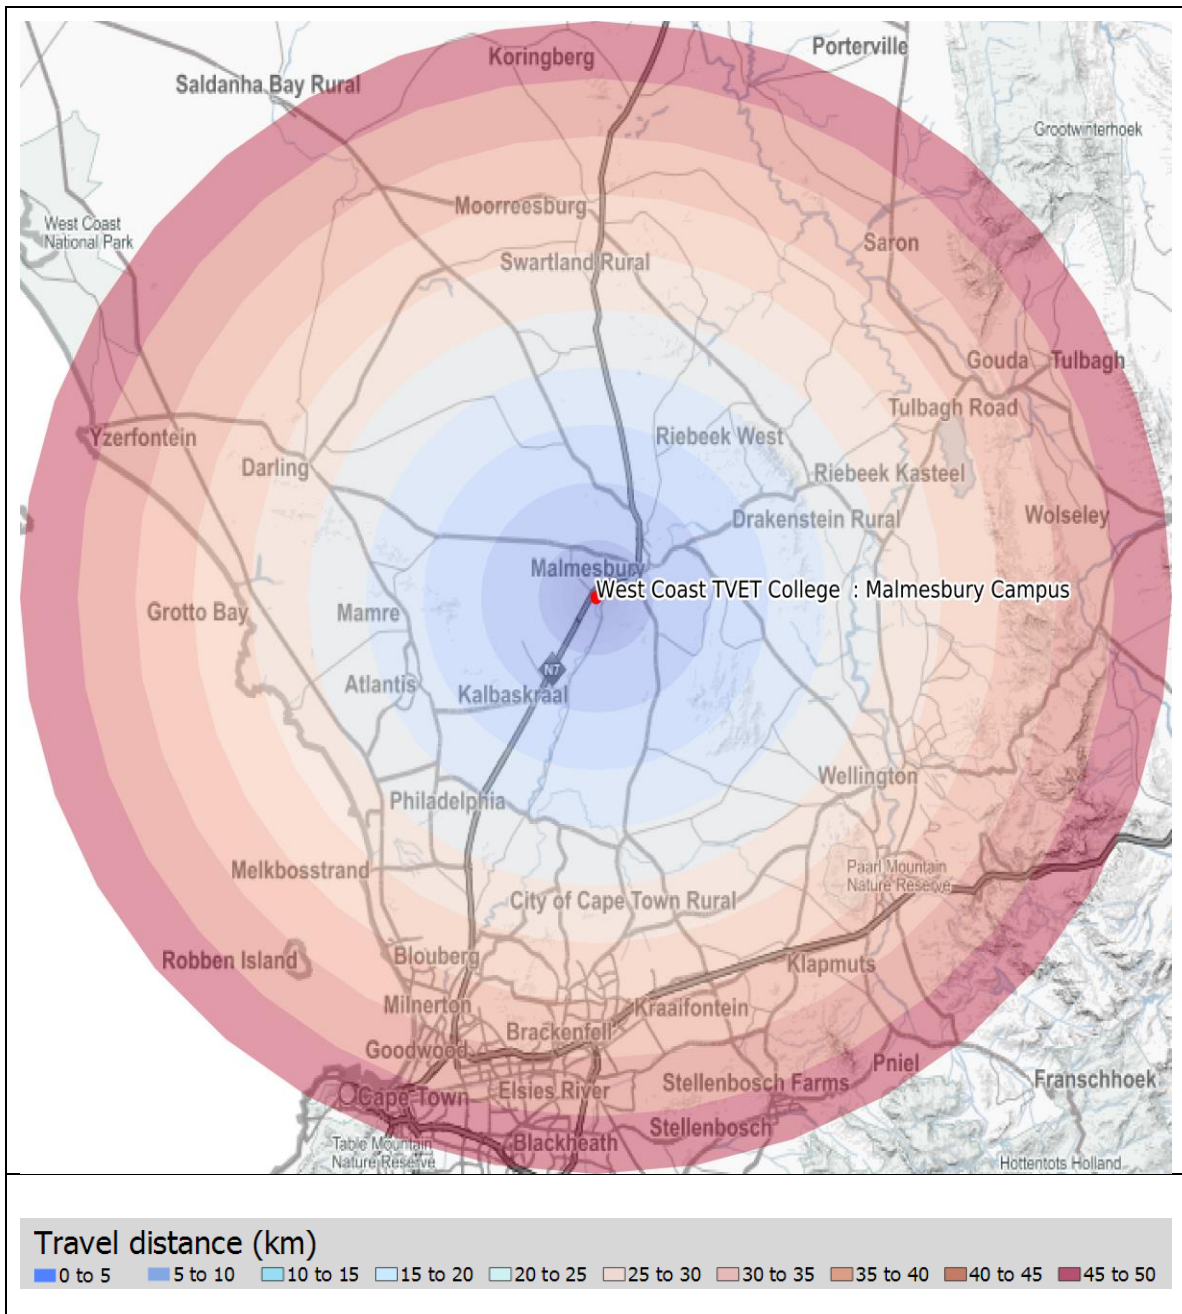 Koringberg
Porterville
Saldanha Bay Rural
Grootwinterhoek
Moorreesburg
West Coast
National Park
Saron
Swartland Rural
Gouda
Tulbagh
Tulbagh Road
Yzerfontein
Riebeek West
Darling
Riebeek Kasteel
Drakenstein Rural
Wolseley
Malmesbury
West Coast TVET College : Malmesbury Campus
Grotto Bay
Mamre
N7
Atlantis
Kalbaskraal
Wellington
Philadelphia
Melkbosstrand
Paarl Mountain
Nature Reserve
City of Cape Town Rural
Robben Island
Blouberg
Klapmuts
Milnerton
Kraaifontein
Brackenfell
Goodwood
Pniel
Elsies River
Stellenbosch Farms
Franschhoek
Cape Town
Stellenbosch
Blackheath
Table Mountain
Nature Reserve
Hottentots Holland
Travel distance (km)
0 to 5 5 to 10 10 to 15 15 to 20 20 to 25 25 to 30 30 to 35 35 to 40 40 to 45 45 to 50